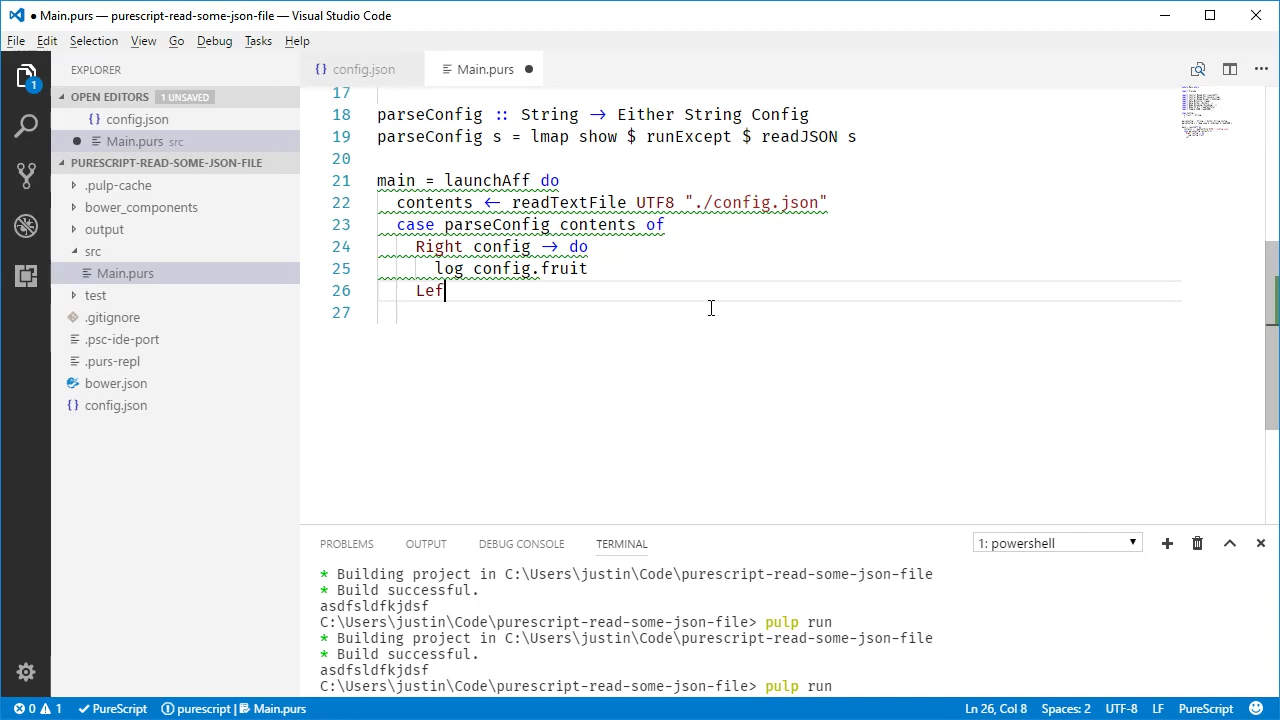 ● Main.purs — purescript-read-some-json-file — Visual Studio Code
File Edit Selection View Go Debug Tasks Help
EXPLORER
{} config.json
Main.purs ●
OPEN EDITORS 1 UNSAVED
{} config.json
● Main.purs src
PURESCRIPT-READ-SOME-JSON-FILE
.pulp-cache
bower_components
output
src
Main.purs
test
.gitignore
.psc-ide-port
.purs-repl
bower.json
{} config.json
1
17
18 parseConfig :: String → Either String Config
19 parseConfig s = lmap show $ runExcept $ readJSON s
20
21 main = launchAff do
22 contents ← readTextFile UTF8 "./config.json"
23 case parseConfig contents of
24 Right config → do
25 log config.fruit
26 Lef
27
PROBLEMS OUTPUT DEBUG CONSOLE TERMINAL 1: powershell
* Building project in C:\Users\justin\Code\purescript-read-some-json-file
* Build successful.
asdfsldfkjdsf
C:\Users\justin\Code\purescript-read-some-json-file> pulp run
* Building project in C:\Users\justin\Code\purescript-read-some-json-file
* Build successful.
asdfsldfkjdsf
C:\Users\justin\Code\purescript-read-some-json-file> pulp run
0 1 PureScript purescript | Main.purs Ln 26, Col 8 Spaces: 2 UTF-8 LF PureScript